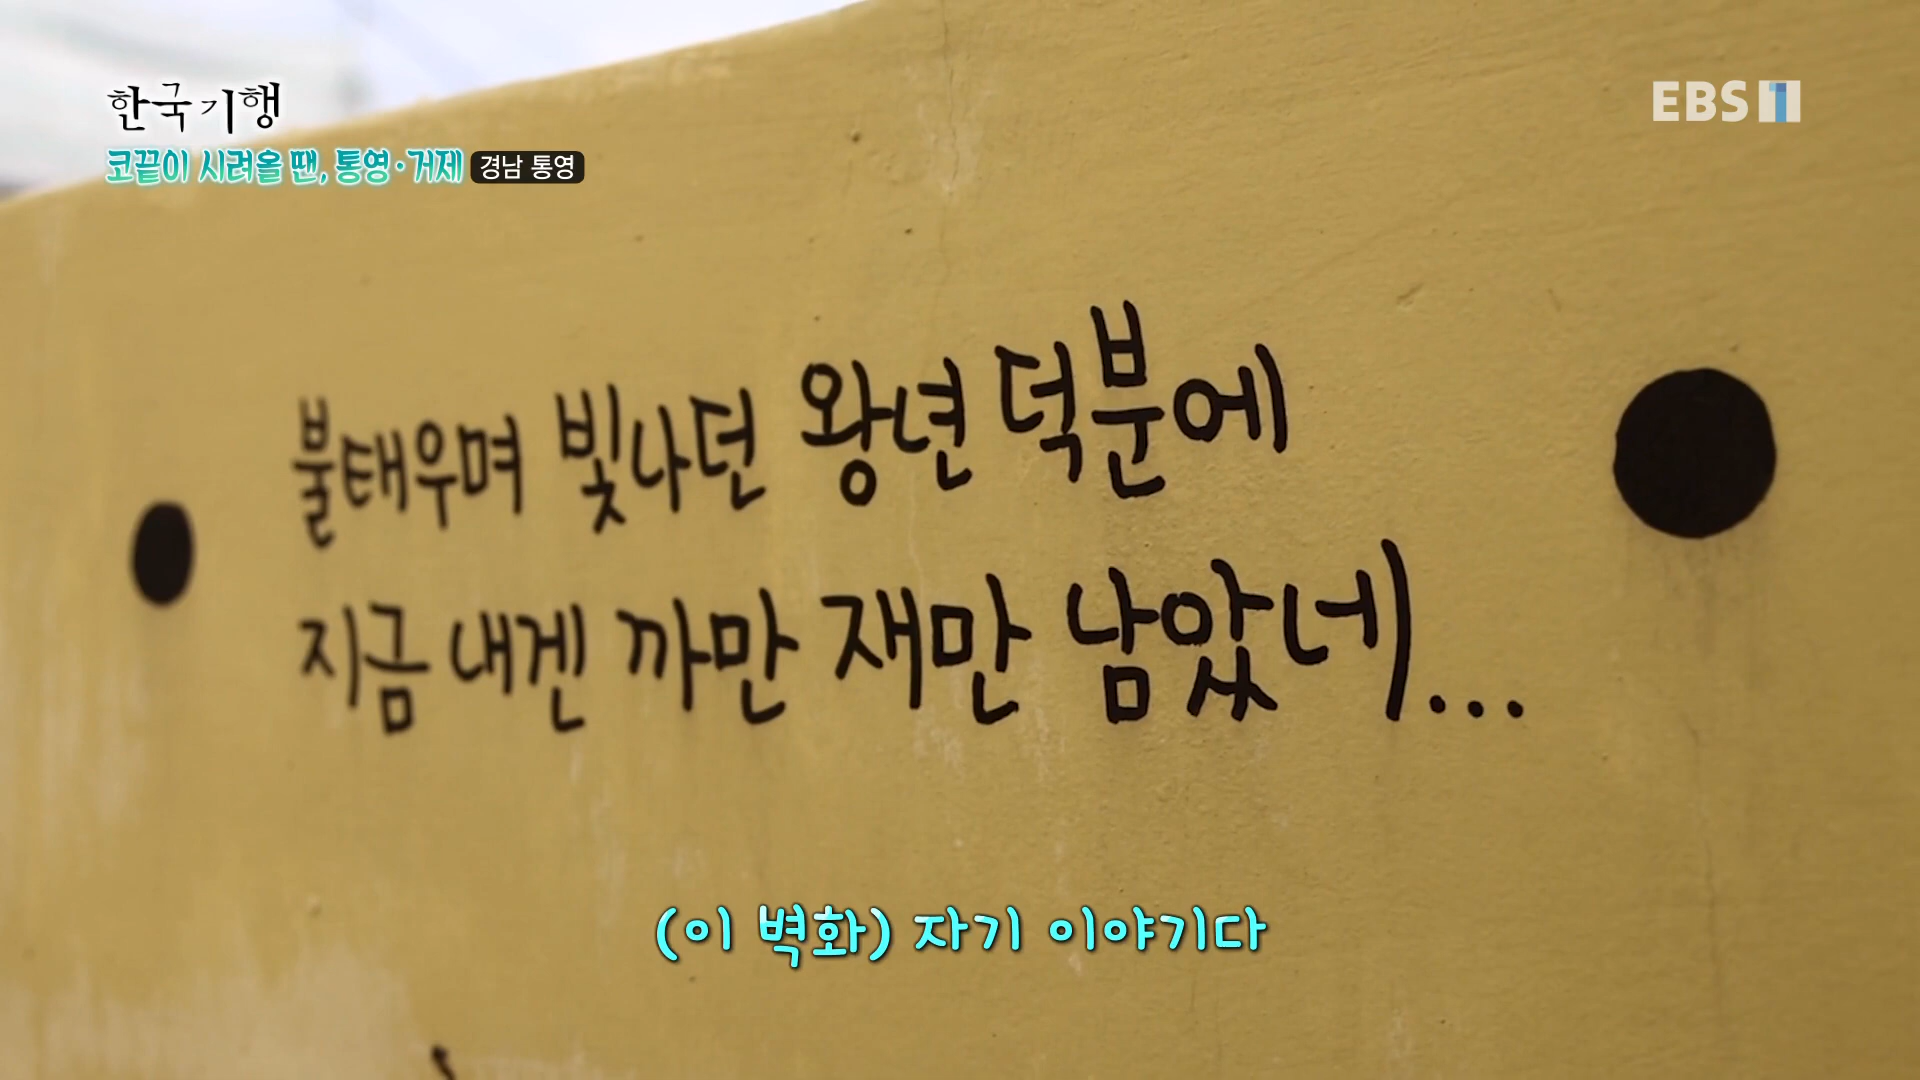 한국기행
EBS 1
코끝이 시려올 땐, 통영·거제 경남 통영
불태우며 빛나던 왕년 덕분에
지금 내겐 까만 재만 남았네...
(이 벽화) 자기 이야기다